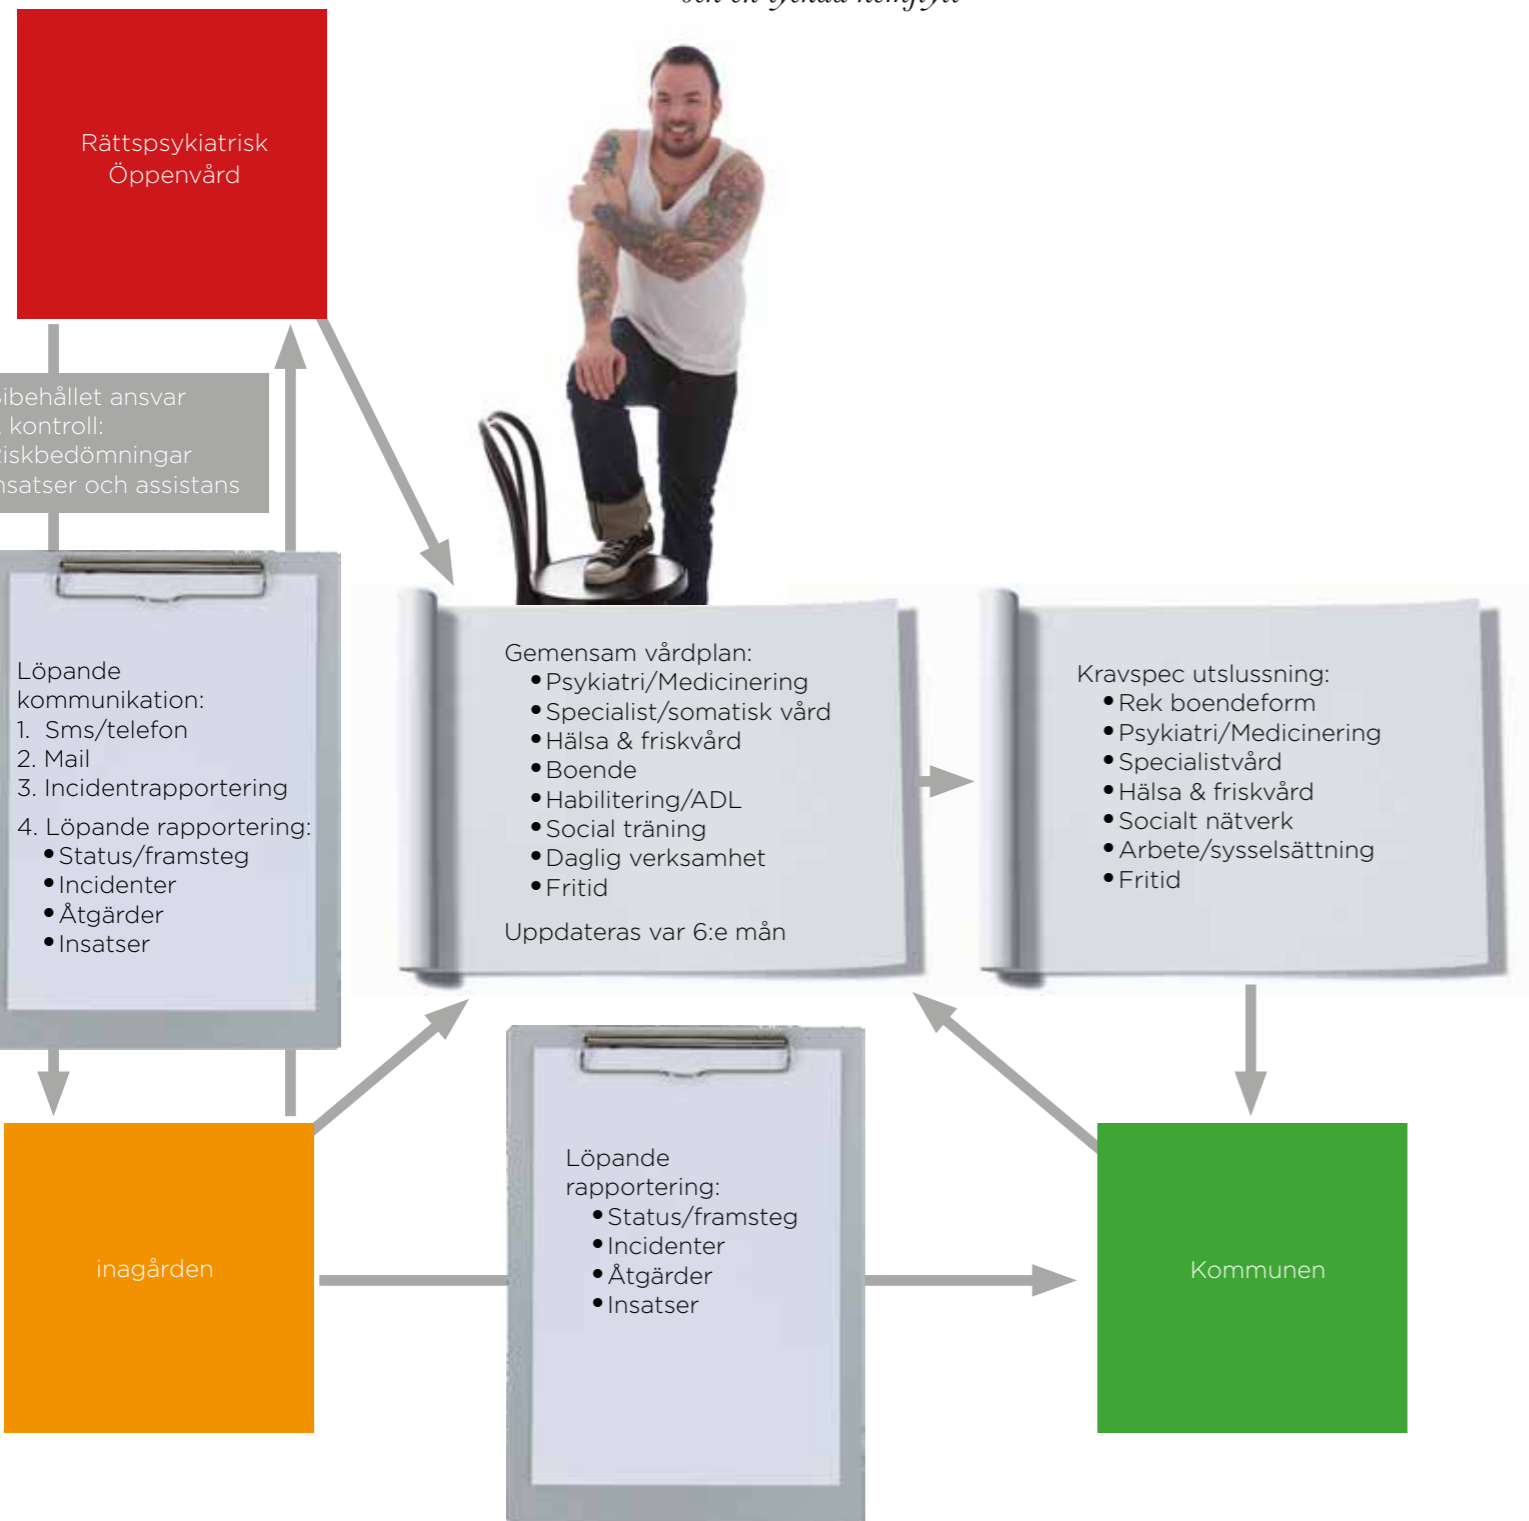 Rättspsykiatrisk
Öppenvård
ansvar
kontroll:
och assistans
Löpande
kommunikation:
1. Sms/telefon
2. Mail
3. Incidentrapportering
4. Löpande rapportering:
• Status/framsteg
• Incidenter
• Åtgärder
• Insatser
Gemensam vårdplan:
• Psykiatri/Medicinering
• Specialist/somatisk vård
• Hälsa & friskvård
• Boende
• Habilitering/ADL
• Social träning
• Daglig verksamhet
• Fritid
Uppdateras var 6:e mån
Kravspec utslussning:
• Rek boendeform
• Psykiatri/Medicinering
• Specialistvård
• Hälsa & friskvård
• Socialt nätverk
• Arbete/sysselsättning
• Fritid
inagården
Löpande
rapportering:
• Status/framsteg
• Incidenter
• Åtgärder
• Insatser
Kommunen